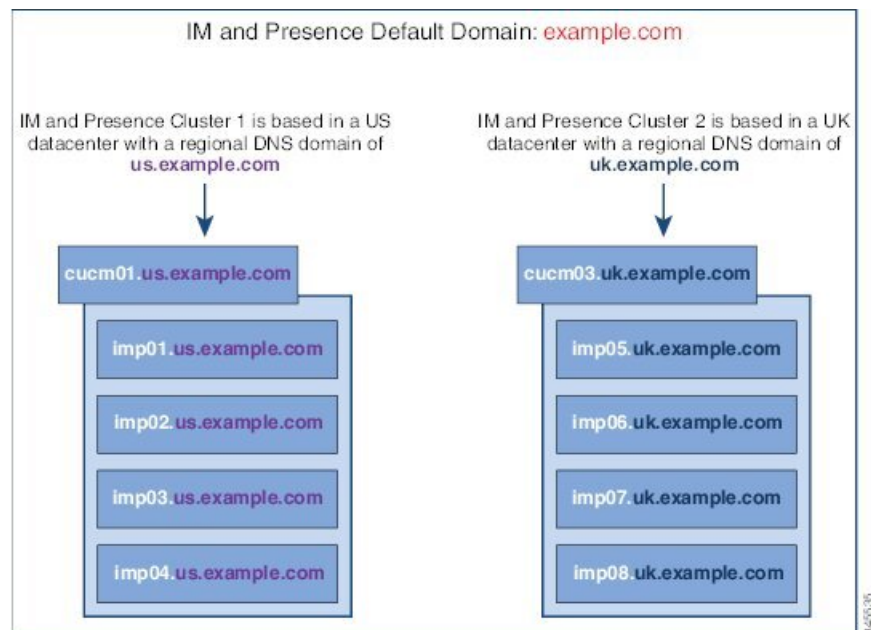 IM and Presence Default Domain: example.com
IM and Presence Cluster 1 is based in a US
datacenter with a regional DNS domain of
us.example.com
IM and Presence Cluster 2 is based in a UK
datacenter with a regional DNS domain of
uk.example.com
cucm01.us.example.com
imp01.us.example.com
imp02.us.example.com
imp03.us.example.com
imp04.us.example.com
cucm03.uk.example.com
imp05.uk.example.com
imp06.uk.example.com
imp07.uk.example.com
imp08.uk.example.com